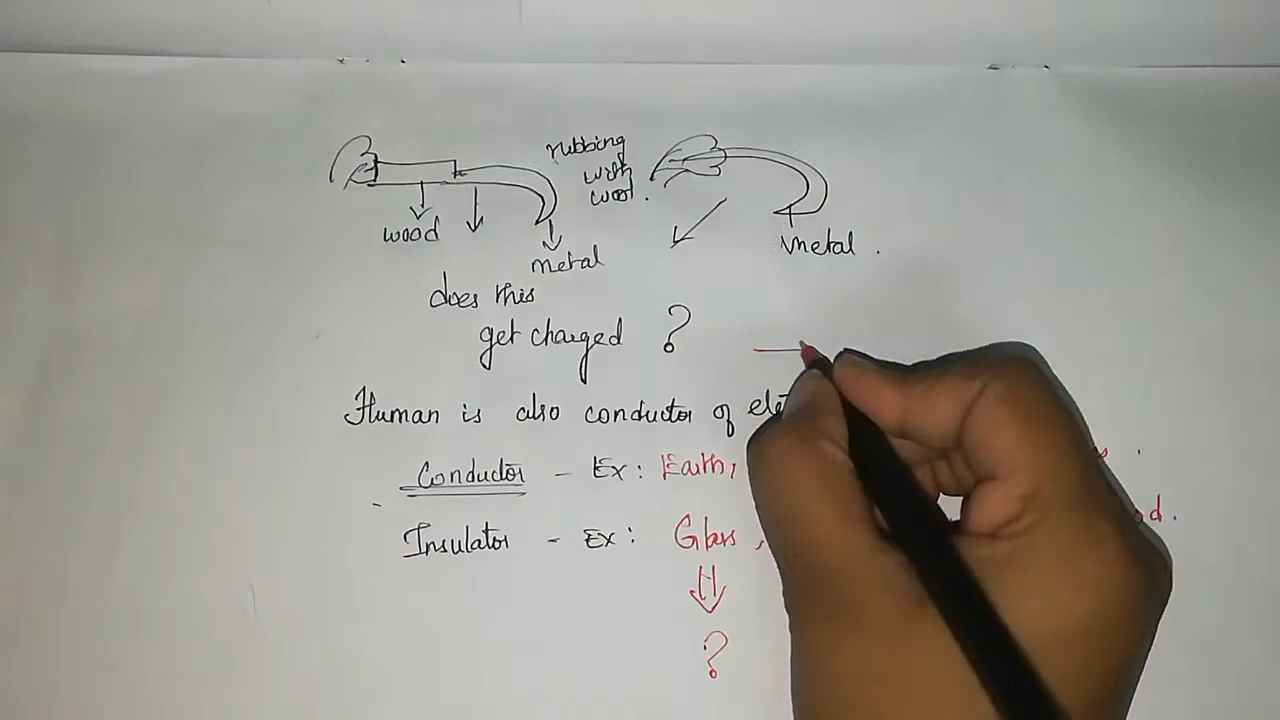 rubbing
with
wool.
wood
metal
metal.
does this
get charged ?
Human is also conductor of
Conductor - Ex: Earth,
Insulator - Ex: Glass,
?